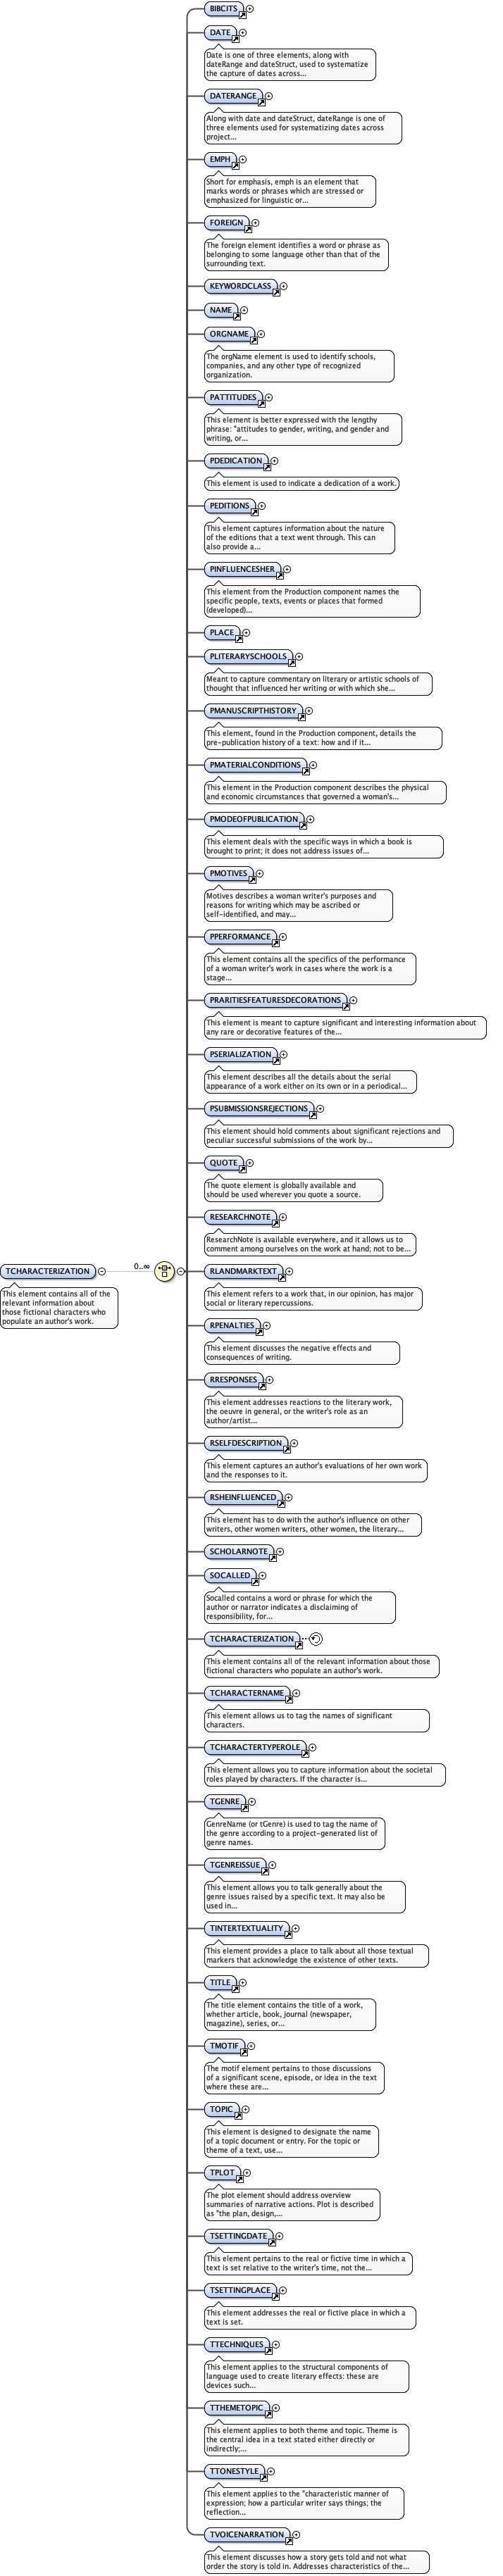 BIBCITS
DATE
Date is one of three elements, along with
dateRange and dateStruct, used to systematize
the capture of dates across...
DATERANGE
Along with date and dateStruct, dateRange is one of
three elements used for systematizing dates across
project...
EMPH
Short for emphasis, emph is an element that
marks words or phrases which are stressed or
emphasized for linguistic or...
FOREIGN
The foreign element identifies a word or phrase as
belonging to some language other than that of the
surrounding text.
KEYWORDCLASS
NAME
ORGNAME
The orgName element is used to identify schools,
companies, and any other type of recognized
organization.
PATTITUDES
This element is better expressed with the lengthy
phrase: "attitudes to gender, writing, and gender and
writing, or...
PDEDICATION
This element is used to indicate a dedication of a work.
PEDITIONS
This element captures information about the nature
of the editions that a text went through. This can
also provide a...
PINFLUENCESHER
This element from the Production component names the
specific people, texts, events or places that formed
(developed)...
PLACE
PLITERARYSCHOOLS
Meant to capture commentary on literary or artistic schools of
thought that influenced her writing or with which she...
PMANUSCRIPTHISTORY
This element, found in the Production component, details the
pre-publication history of a text: how and if it...
PMATERIALCONDITIONS
This element in the Production component describes the physical
and economic circumstances that governed a woman's...
PMODEOFPUBLICATION
This element deals with the specific ways in which a book is
brought to print; it does not address issues of...
PMOTIVES
Motives describes a woman writer's purposes and
reasons for writing which may be ascribed or
self-identified, and may...
PPERFORMANCE
This element contains all the specifics of the performance
of a woman writer's work in cases where the work is a
stage...
PRARITIESFEATURESDECORATIONS
This element is meant to capture significant and interesting information about
any rare or decorative features of the...
PSERIALIZATION
This element describes all the details about the serial
appearance of a work either on its own or in a periodical...
PSUBMISSIONSREJECTIONS
This element should hold comments about significant rejections and
peculiar successful submissions of the work by...
QUOTE
The quote element is globally available and
should be used wherever you quote a source.
RESEARCHNOTE
ResearchNote is available everywhere, and it allows us to
comment among ourselves on the work at hand; not to be...
TCHARACTERIZATION
0..∞
This element contains all of the
relevant information about
those fictional characters who
populate an author's work.
RLANDMARKTEXT
This element refers to a work that, in our opinion, has major
social or literary repercussions.
RPENALTIES
This element discusses the negative effects and
consequences of writing.
RRESPONSES
This element addresses reactions to the literary work,
the oeuvre in general, or the writer's role as an
author/artist...
RSELFDESCRIPTION
This element captures an author's evaluations of her own work
and the responses to it.
RSHEINFLUENCED
This element has to do with the author's influence on other
writers, other women writers, other women, the literary...
SCHOLARNOTE
SOCALLED
Socalled contains a word or phrase for which the
author or narrator indicates a disclaiming of
responsibility, for...
TCHARACTERIZATION
This element contains all of the relevant information about those
fictional characters who populate an author's work.
TCHARACTERNAME
This element allows us to tag the names of significant
characters.
TCHARACTERTYPEROLE
This element allows you to capture information about the societal
roles played by characters. If the character is...
TGENRE
GenreName (or tGenre) is used to tag the name of
the genre according to a project-generated list of
genre names.
TGENREISSUE
This element allows you to talk generally about the
genre issues raised by a specific text. It may also be
used in...
TINTERTEXTUALITY
This element provides a place to talk about all those textual
markers that acknowledge the existence of other texts.
TITLE
The title element contains the title of a work,
whether article, book, journal (newspaper,
magazine), series, or...
TMOTIF
The motif element pertains to those discussions
of a significant scene, episode, or idea in the text
where these are...
TOPIC
This element is designed to designate the name
of a topic document or entry. For the topic or
theme of a text, use...
TPLOT
The plot element should address overview
summaries of narrative actions. Plot is described
as "the plan, design,...
TSETTINGDATE
This element pertains to the real or fictive time in which a
text is set relative to the writer's time, not the...
TSETTINGPLACE
This element addresses the real or fictive place in which a
text is set.
TTECHNIQUES
This element applies to the structural components of
language used to create literary effects: these are
devices such...
TTHEMETOPIC
This element applies to both theme and topic. Theme is
the central idea in a text stated either directly or
indirectly;...
TTONESTYLE
This element applies to the "characteristic manner of
expression; how a particular writer says things; the
reflection...
TVOICENARRATION
This element discusses how a story gets told and not what
order the story is told in. Addresses characteristics of the...